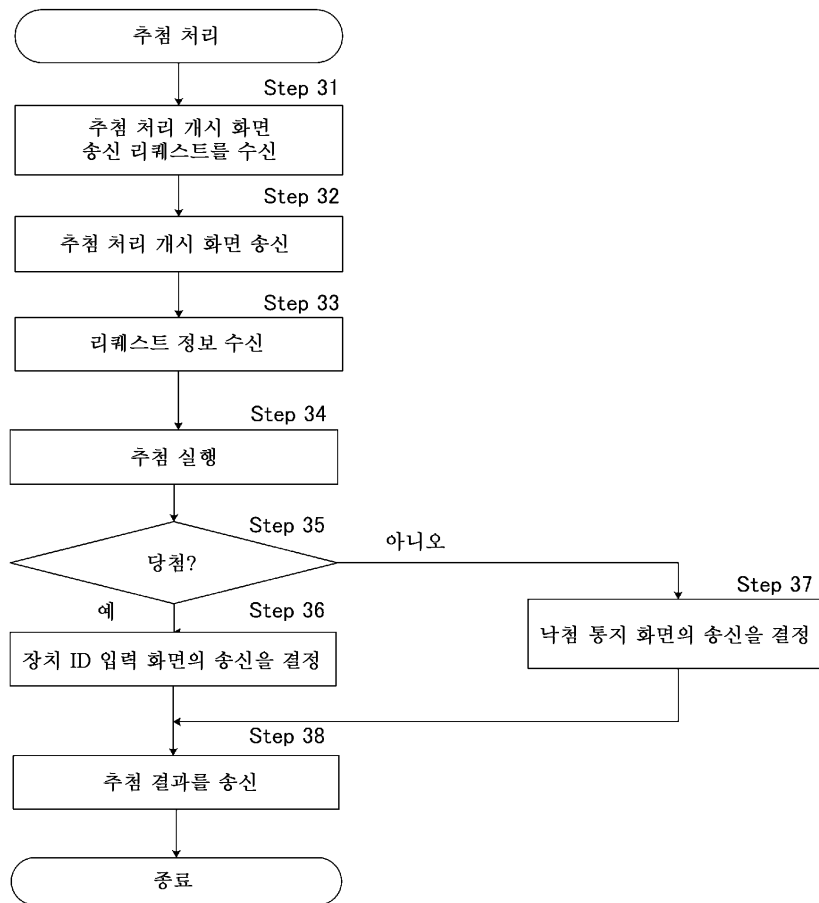 추첨 처리
Step 31
추첨 처리 개시 화면
송신 리퀘스트를 수신
Step 32
추첨 처리 개시 화면 송신
Step 33
리퀘스트 정보 수신
Step 34
추첨 실행
Step 35
당첨?
아니오
예
Step 36
장치 ID 입력 화면의 송신을 결정
Step 37
낙첨 통지 화면의 송신을 결정
Step 38
추첨 결과를 송신
종료